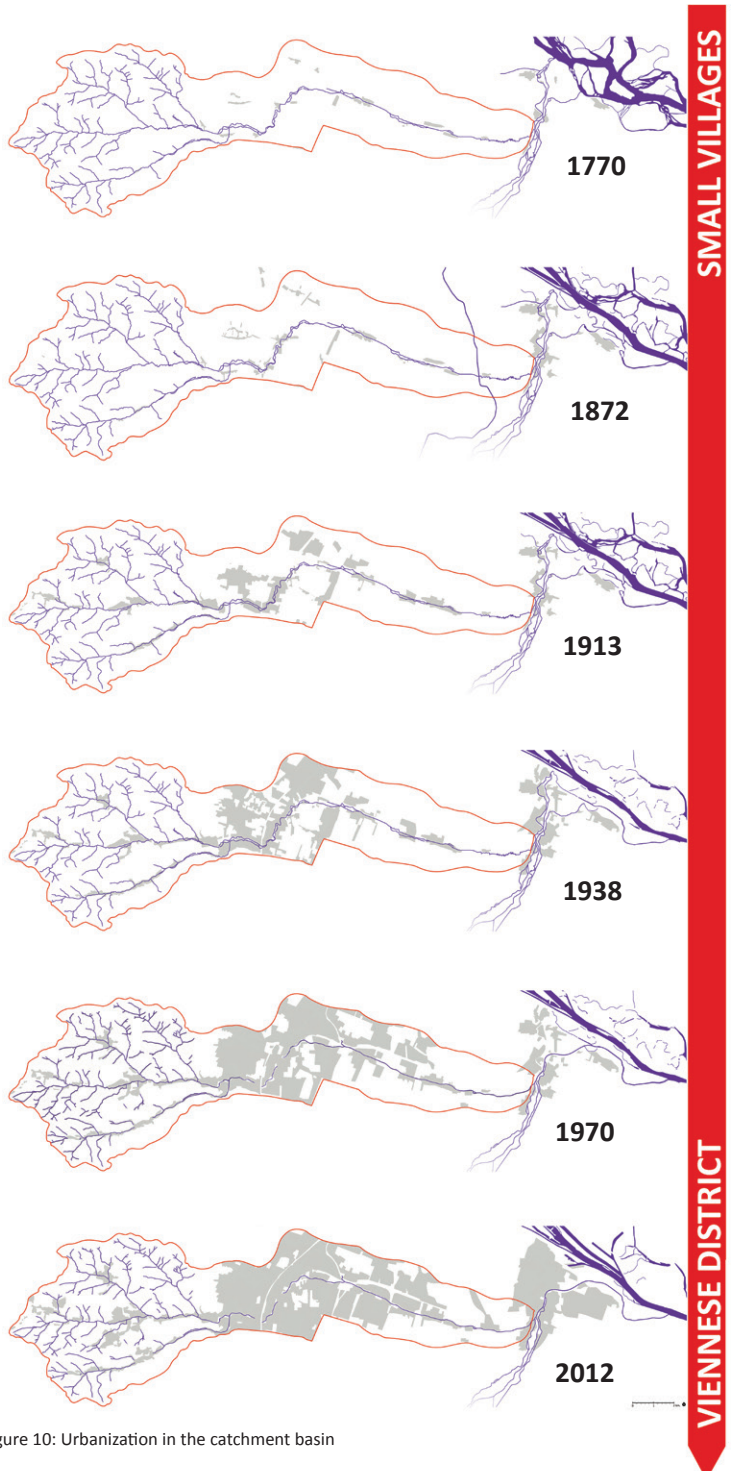 SMALL VILLAGES
1770
1872
1913
1938
1970
VIENNESE DISTRICT
2012
gure 10: Urbanization in the catchment basin